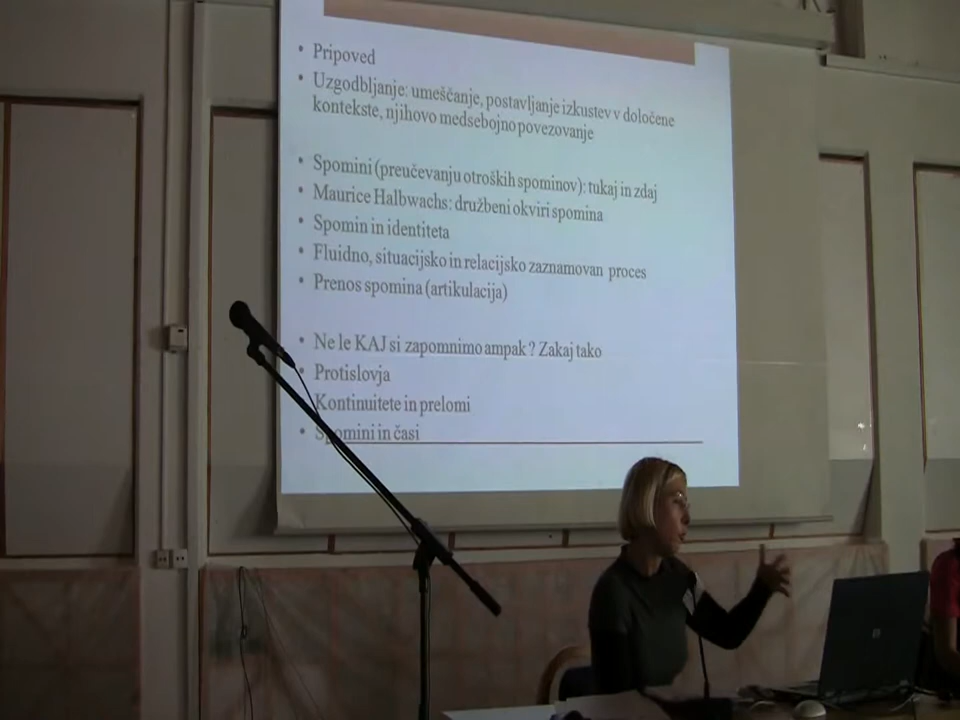 • Pripoved
• Uzgodbljanje: umeščanje, postavljanje izkustev v določene
kontekste, njihovo medsebojno povezovanje
• Spomini (preučevanju otroških spominov): tukaj in zdaj
• Maurice Halbwachs: družbeni okviri spomina
• Spomin in identiteta
• Fluidno, situacijsko in relacijsko zaznamovan proces
• Prenos spomina (artikulacija)
• Ne le KAJ si zapomnimo ampak ? Zakaj tako
• Protislovja
Kontinuitete in prelomi
• Spomini in časi
hp